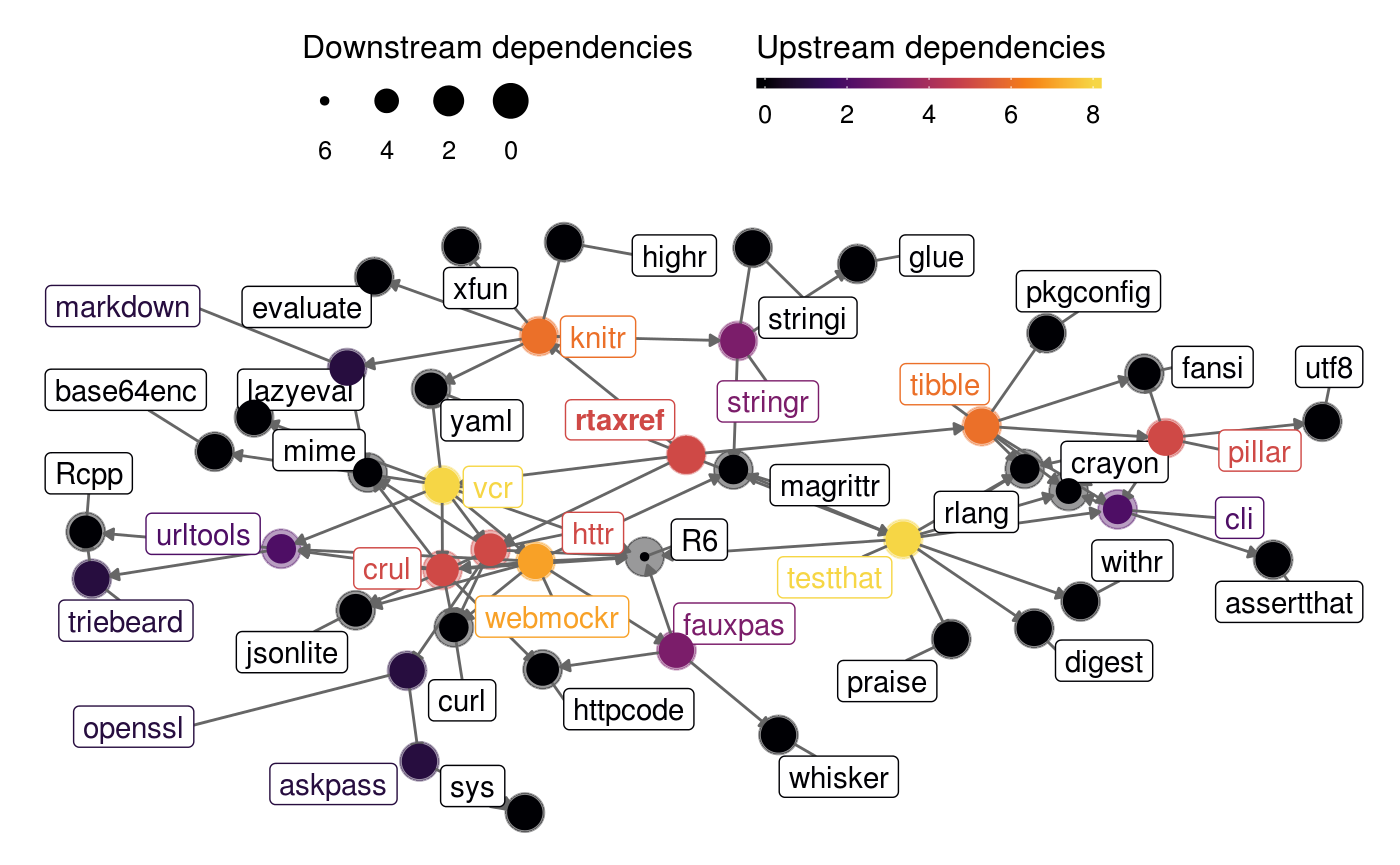 Downstream dependencies
6 4 2 0
Upstream dependencies
0 2 4 6 8
highr
glue
xfun
pkgconfig
markdown
evaluate
stringi
knitr
fansi
utf8
base64enc
lazyeval
tibble
stringr
yaml
rtaxref
mime
pillar
crayon
Rcpp
vcr
magrittr
rlang
cli
urltools
httr
R6
withr
crul
testthat
assertthat
triebeard
webmockr
fauxpas
jsonlite
digest
praise
curl
httpcode
openssl
whisker
askpass
sys